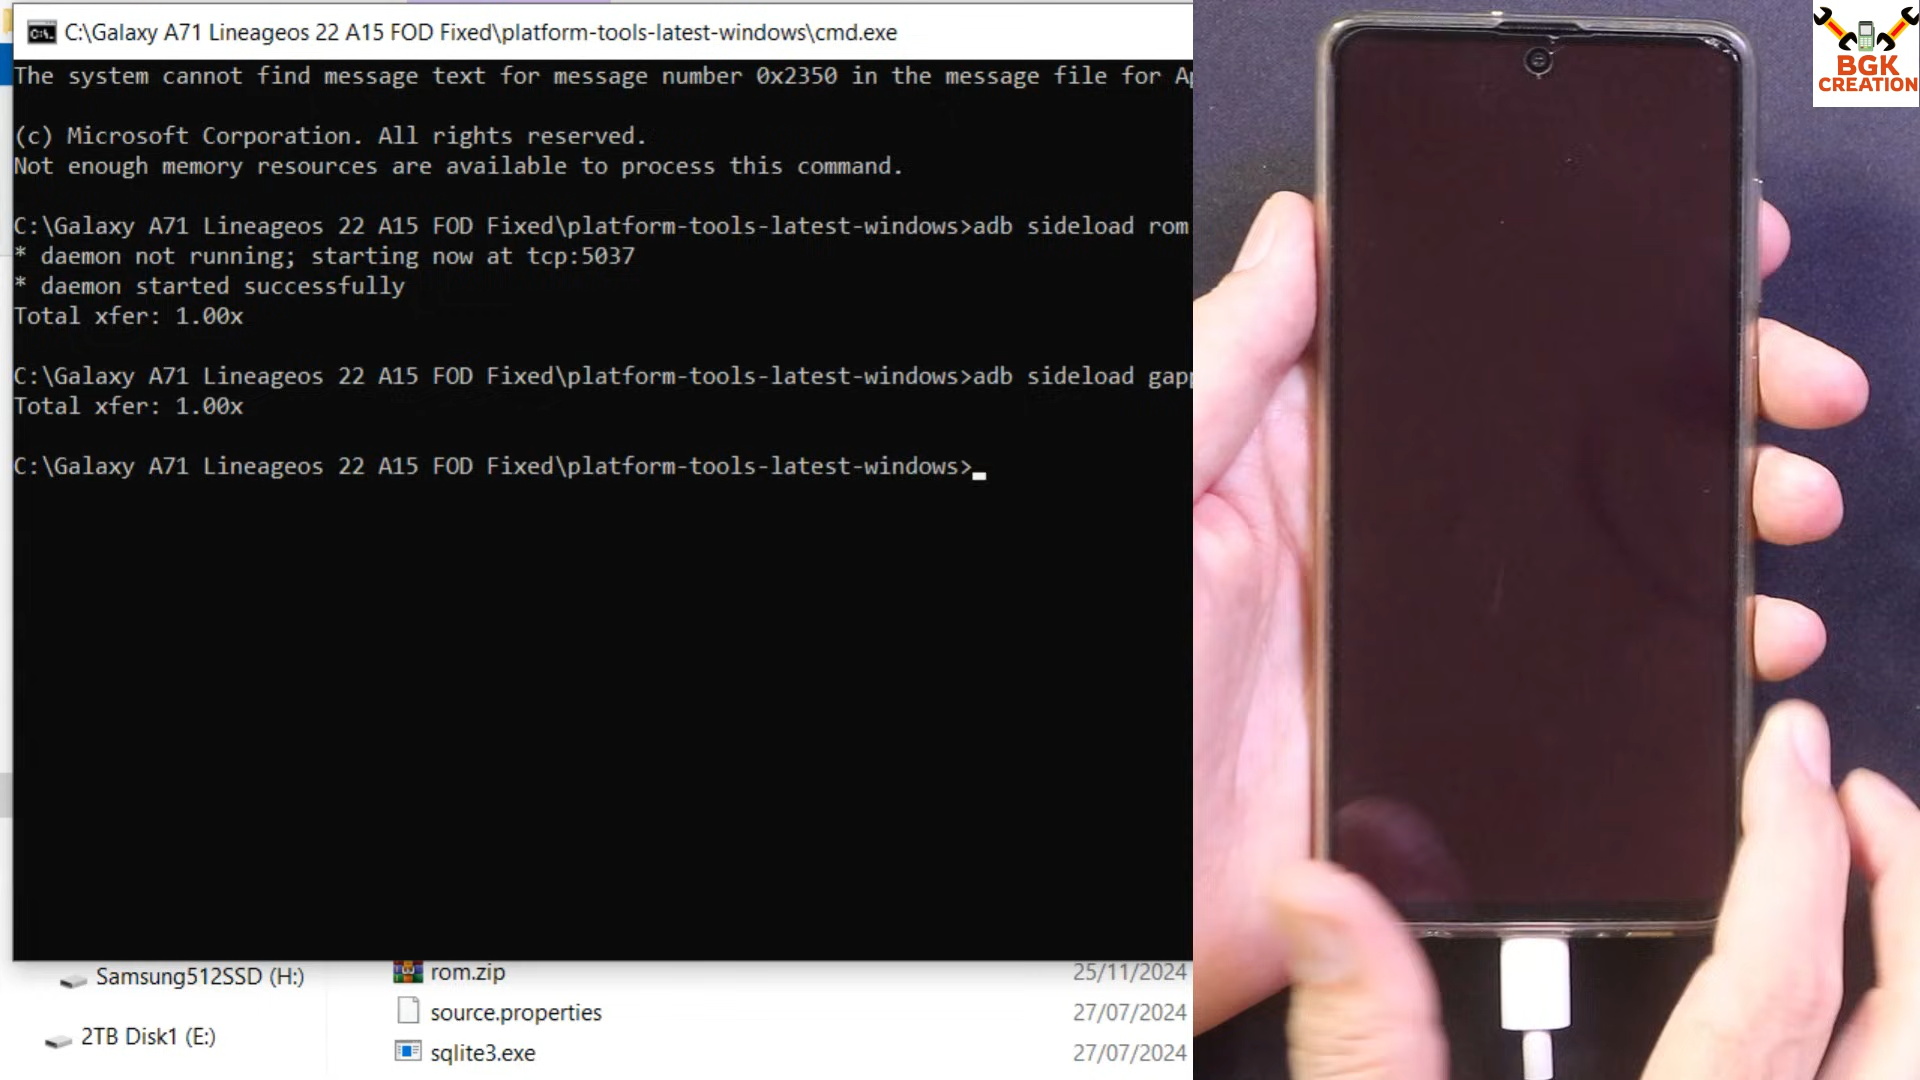 C:\Galaxy A71 Lineageos 22 A15 FOD Fixed\platform-tools-latest-windows\cmd.exe
The system cannot find message text for message number 0x2350 in the message file for
(c) Microsoft Corporation. All rights reserved.
Not enough memory resources are available to process this command.
C:\Galaxy A71 Lineageos 22 A15 FOD Fixed\platform-tools-latest-windows>adb sideload rom
* daemon not running; starting now at tcp:5037
* daemon started successfully
Total xfer: 1.00x
C:\Galaxy A71 Lineageos 22 A15 FOD Fixed\platform-tools-latest-windows>adb sideload
Total xfer: 1.00x
C:\Galaxy A71 Lineageos 22 A15 FOD Fixed\platform-tools-latest-windows>
Samsung512SSD (H:)
2TB Disk1 (E:)
rom.zip 25/11/2024
source.properties 27/07/2024
sqlite3.exe 27/07/2024
BGK
CREATION